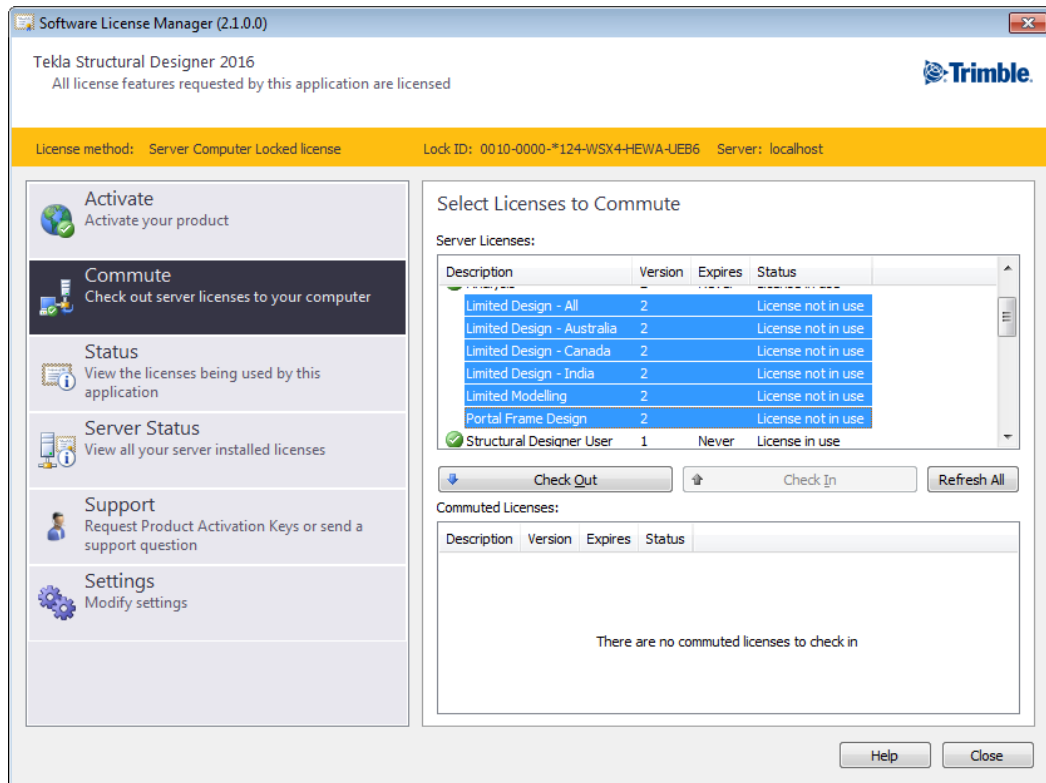 Software License Manager (2.1.0.0)
Tekla Structural Designer 2016
All license features requested by this application are licensed
Trimble.
License method: Server Computer Locked license Lock ID: 0010-0000-*124-WSX4-HEWA-UEB6 Server: localhost
Activate
Activate your product
Commute
Check out server licenses to your computer
Status
View the licenses being used by this
application
Server Status
View all your server installed licenses
Support
Request Product Activation Keys or send a
support question
Settings
Modify settings
Select Licenses to Commute
Server Licenses:
Description Version Expires Status
Limited Design - All 2 License not in use
Limited Design - Australia 2 License not in use
Limited Design - Canada 2 License not in use
Limited Design - India 2 License not in use
Limited Modelling 2 License not in use
Portal Frame Design 2 License not in use
Structural Designer User 1 Never License in use
Check Out Check In Refresh All
Commuted Licenses:
Description Version Expires Status
There are no commuted licenses to check in
Help Close